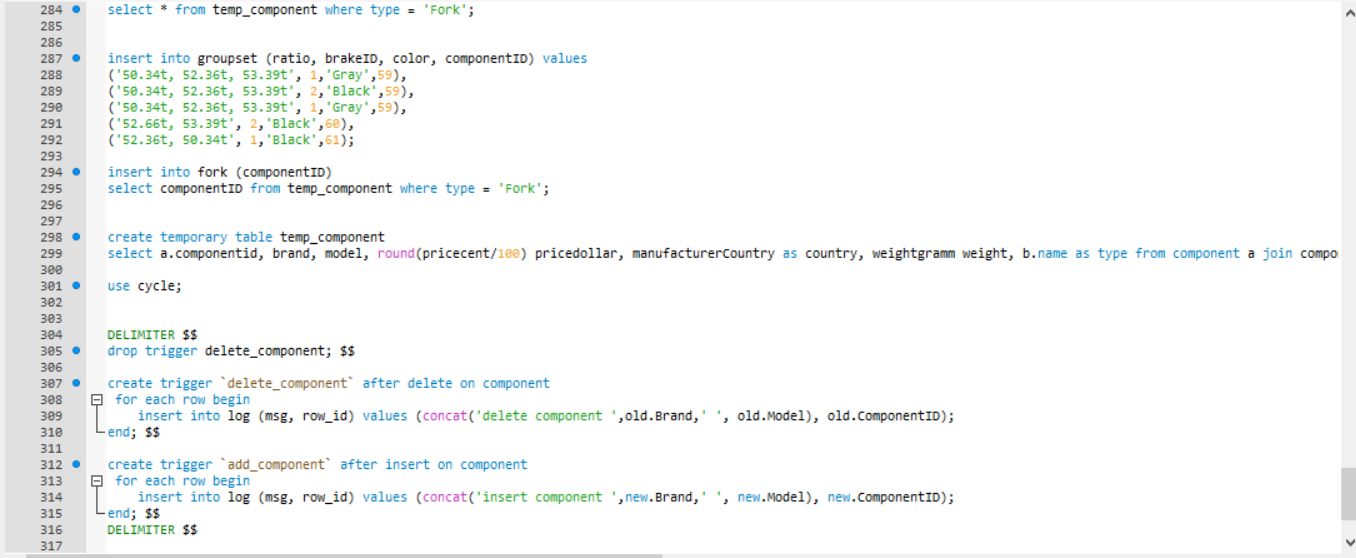 284 select * from temp_component where type = 'Fork';
285
286
287 insert into groupset (ratio, brakeID, color, componentID) values
288 ('50.34t, 52.36t, 53.39t', 1,'Gray',59),
289 ('50.34t, 52.36t, 53.39t', 2,'Black',59),
290 ('50.34t, 52.36t, 53.39t', 1,'Gray',59),
291 ('52.66t, 53.39t', 2,'Black',60),
292 ('52.36t, 50.34t', 1,'Black',61);
293
294 insert into fork (componentID)
295 select componentID from temp_component where type = 'Fork';
296
297
298 create temporary table temp_component
299 select a.componentid, brand, model, round(pricecent/100) pricedollar, manufacturerCountry as country, weightgramm weight, b.name as type from component a join compo
300
301 use cycle;
302
303
304 DELIMITER $$
305 drop trigger delete_component; $$
306
307 create trigger `delete_component` after delete on component
308 for each row begin
309 insert into log (msg, row_id) values (concat('delete component ',old.Brand,' ', old.Model), old.ComponentID);
310 end; $$
311
312 create trigger `add_component` after insert on component
313 for each row begin
314 insert into log (msg, row_id) values (concat('insert component ',new.Brand,' ', new.Model), new.ComponentID);
315 end; $$
316 DELIMITER $$
317